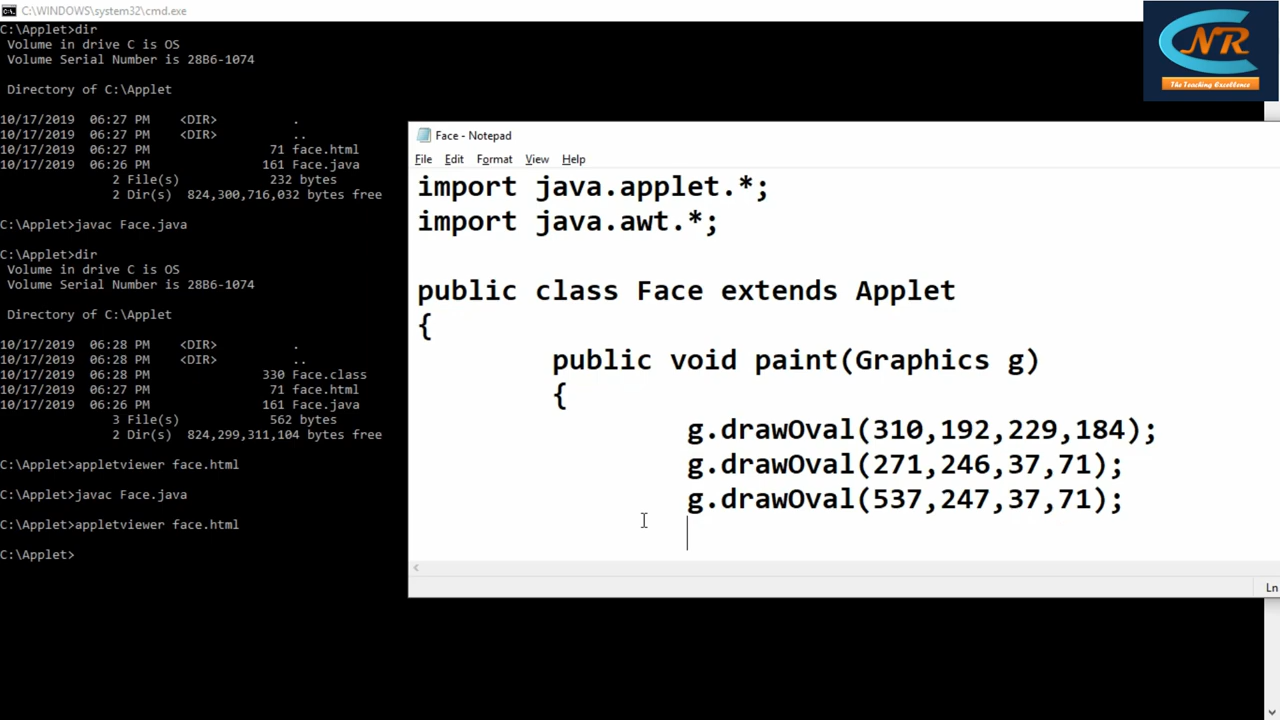 C:\WINDOWS\system32\cmd.exe
C:\Applet>dir
Volume in drive C is OS
Volume Serial Number is 28B6-1074
Directory of C:\Applet
10/17/2019 06:27 PM <DIR> .
10/17/2019 06:27 PM <DIR> ..
10/17/2019 06:27 PM 71 face.html
10/17/2019 06:26 PM 161 Face.java
2 File(s) 232 bytes
2 Dir(s) 824,300,716,032 bytes free
C:\Applet>javac Face.java
C:\Applet>dir
Volume in drive C is OS
Volume Serial Number is 28B6-1074
Directory of C:\Applet
10/17/2019 06:28 PM <DIR> .
10/17/2019 06:28 PM <DIR> ..
10/17/2019 06:28 PM 330 Face.class
10/17/2019 06:27 PM 71 face.html
10/17/2019 06:26 PM 161 Face.java
3 File(s) 562 bytes
2 Dir(s) 824,299,311,104 bytes free
C:\Applet>appletviewer face.html
C:\Applet>javac Face.java
C:\Applet>appletviewer face.html
C:\Applet>
NR
The Teaching Excellence
Face - Notepad
File Edit Format View Help
import java.applet.*;
import java.awt.*;
public class Face extends Applet
{
public void paint(Graphics g)
{
g.drawOval(310,192,229,184);
g.drawOval(271,246,37,71);
g.drawOval(537,247,37,71);
Ln